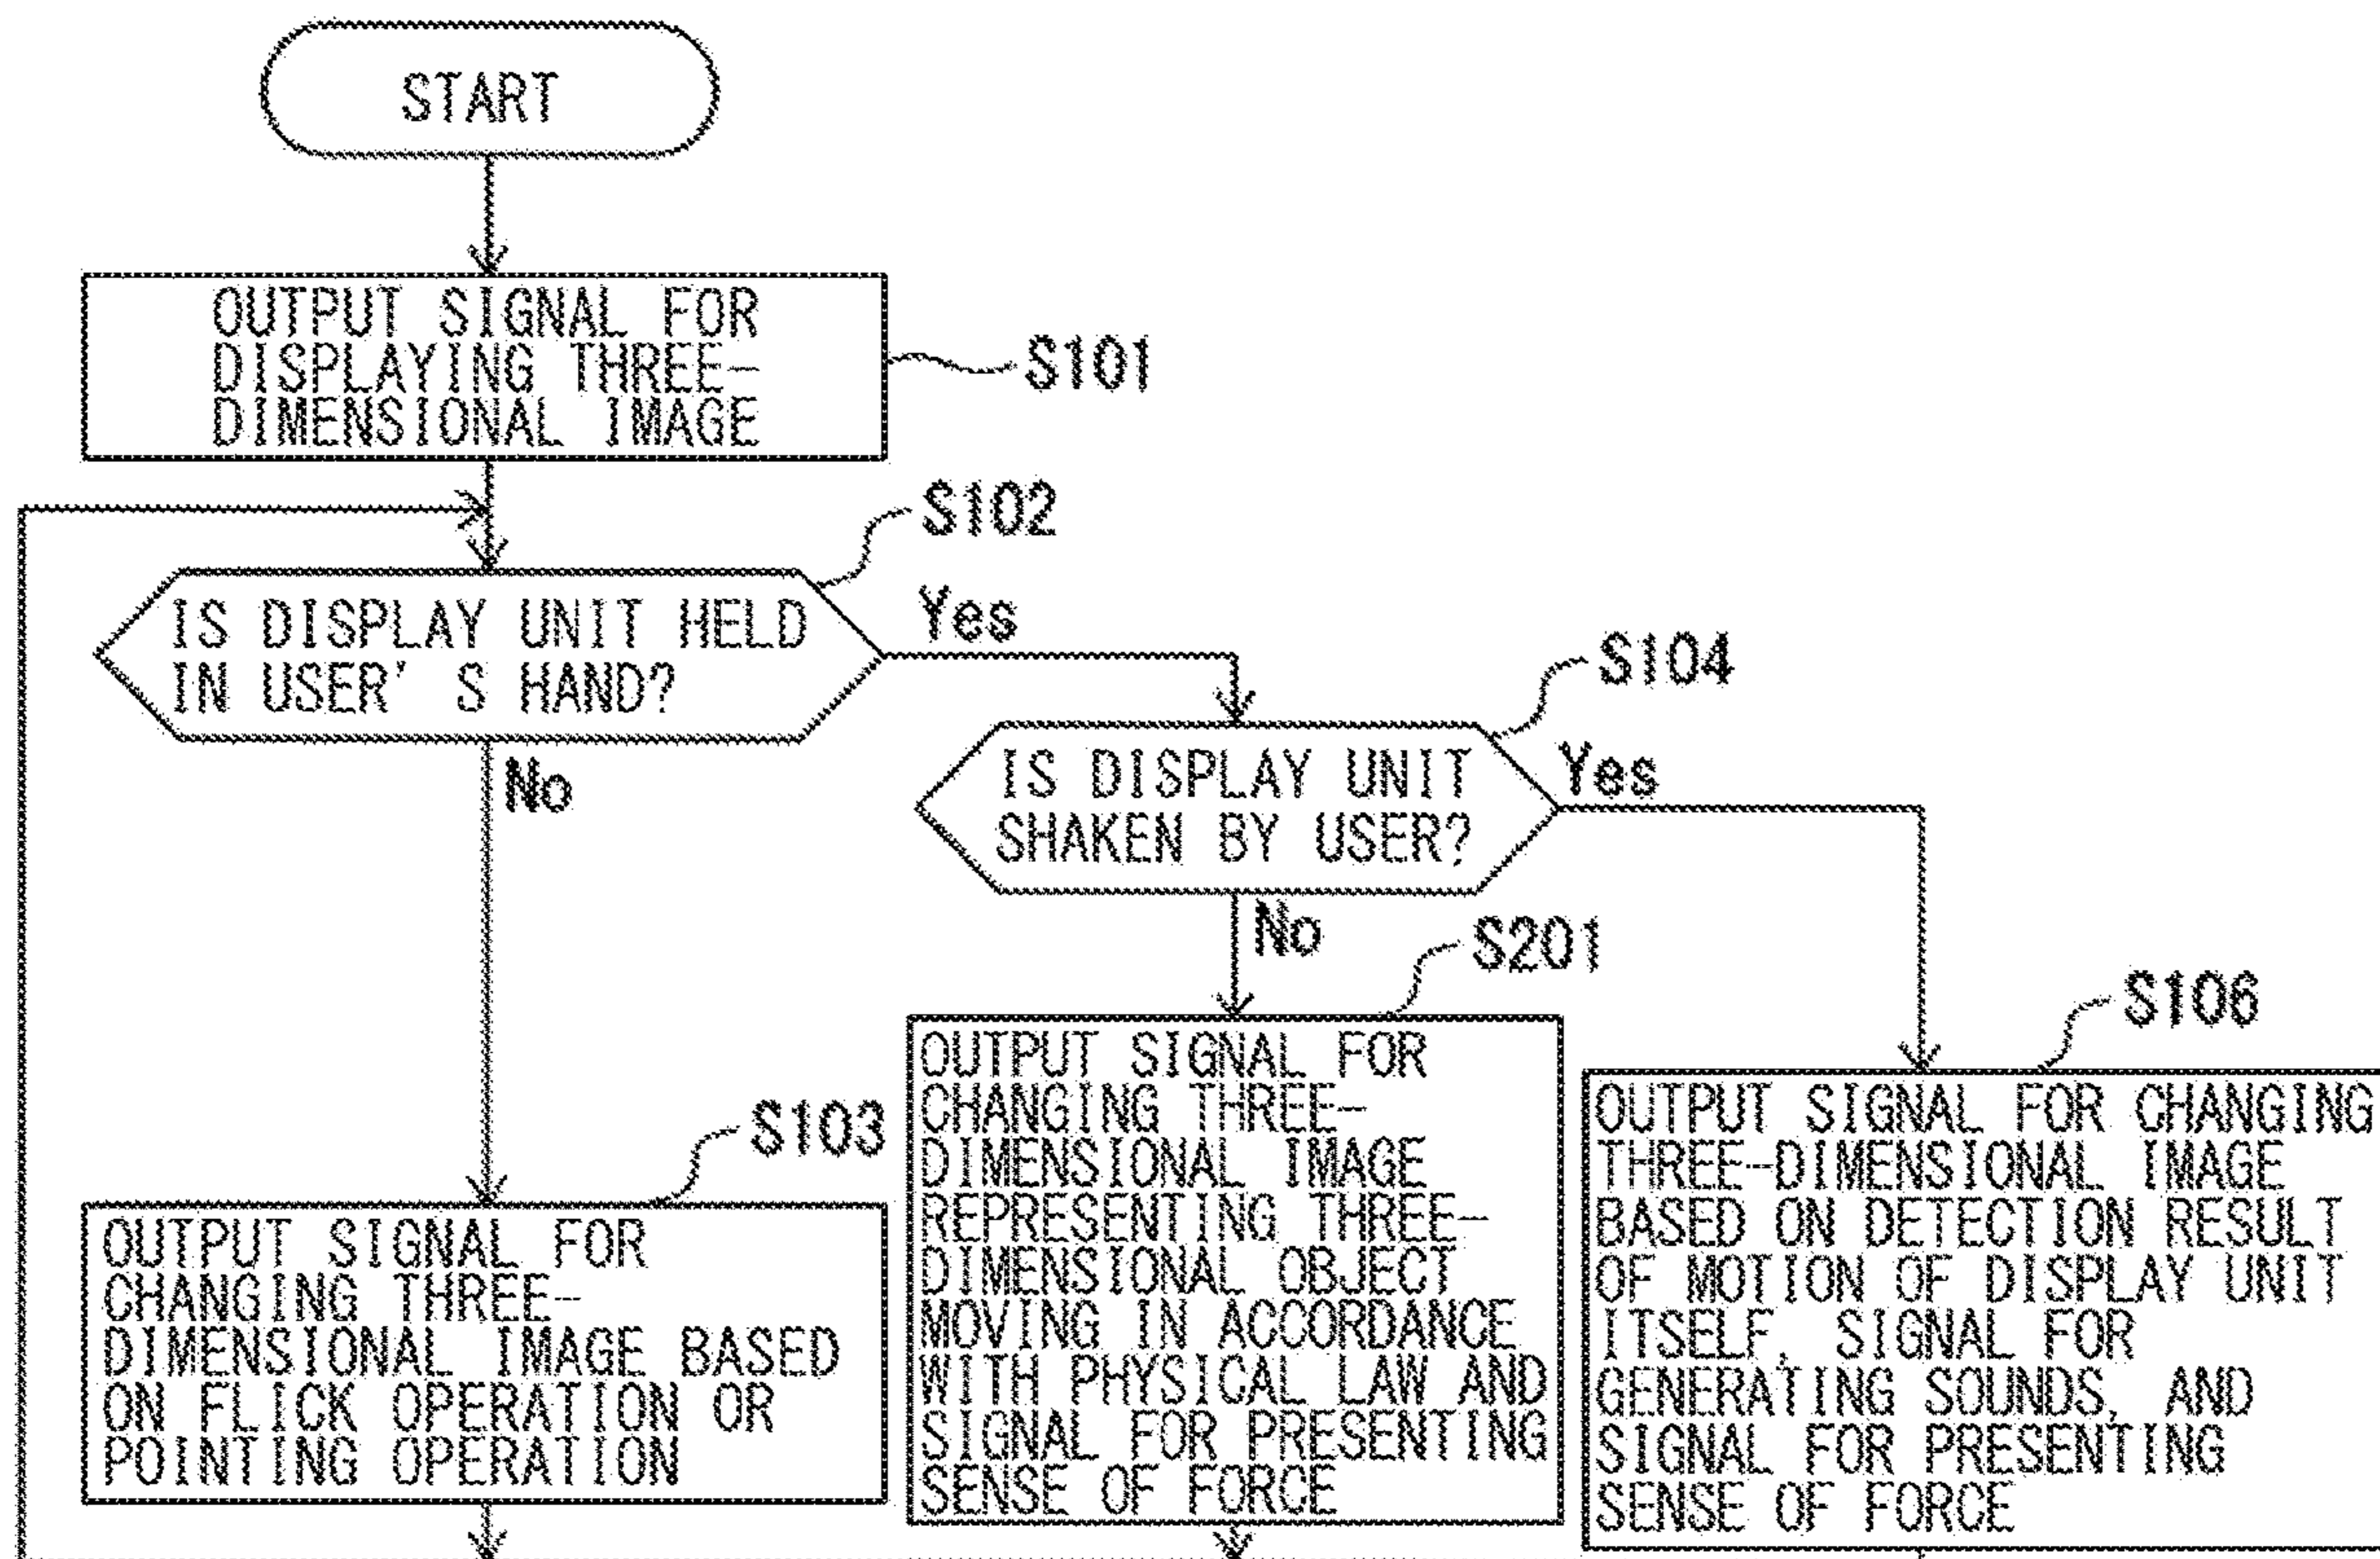 START
OUTPUT SIGNAL FOR
DISPLAYING THREE-
DIMENSIONAL IMAGE
S101
S102
IS DISPLAY UNIT HELD
IN USER' S HAND?
Yes
No
S104
IS DISPLAY UNIT
SHAKEN BY USER?
Yes
No
S103
OUTPUT SIGNAL FOR
CHANGING THREE-
DIMENSIONAL IMAGE BASED
ON FLICK OPERATION OR
POINTING OPERATION
S201
OUTPUT SIGNAL FOR
CHANGING THREE-
DIMENSIONAL IMAGE
REPRESENTING THREE-
DIMENSIONAL OBJECT
MOVING IN ACCORDANCE
WITH PHYSICAL LAW AND
SIGNAL FOR PRESENTING
SENSE OF FORCE
S106
OUTPUT SIGNAL FOR CHANGING
THREE-DIMENSIONAL IMAGE
BASED ON DETECTION RESULT
OF MOTION OF DISPLAY UNIT
ITSELF, SIGNAL FOR
GENERATING SOUNDS, AND
SIGNAL FOR PRESENTING
SENSE OF FORCE